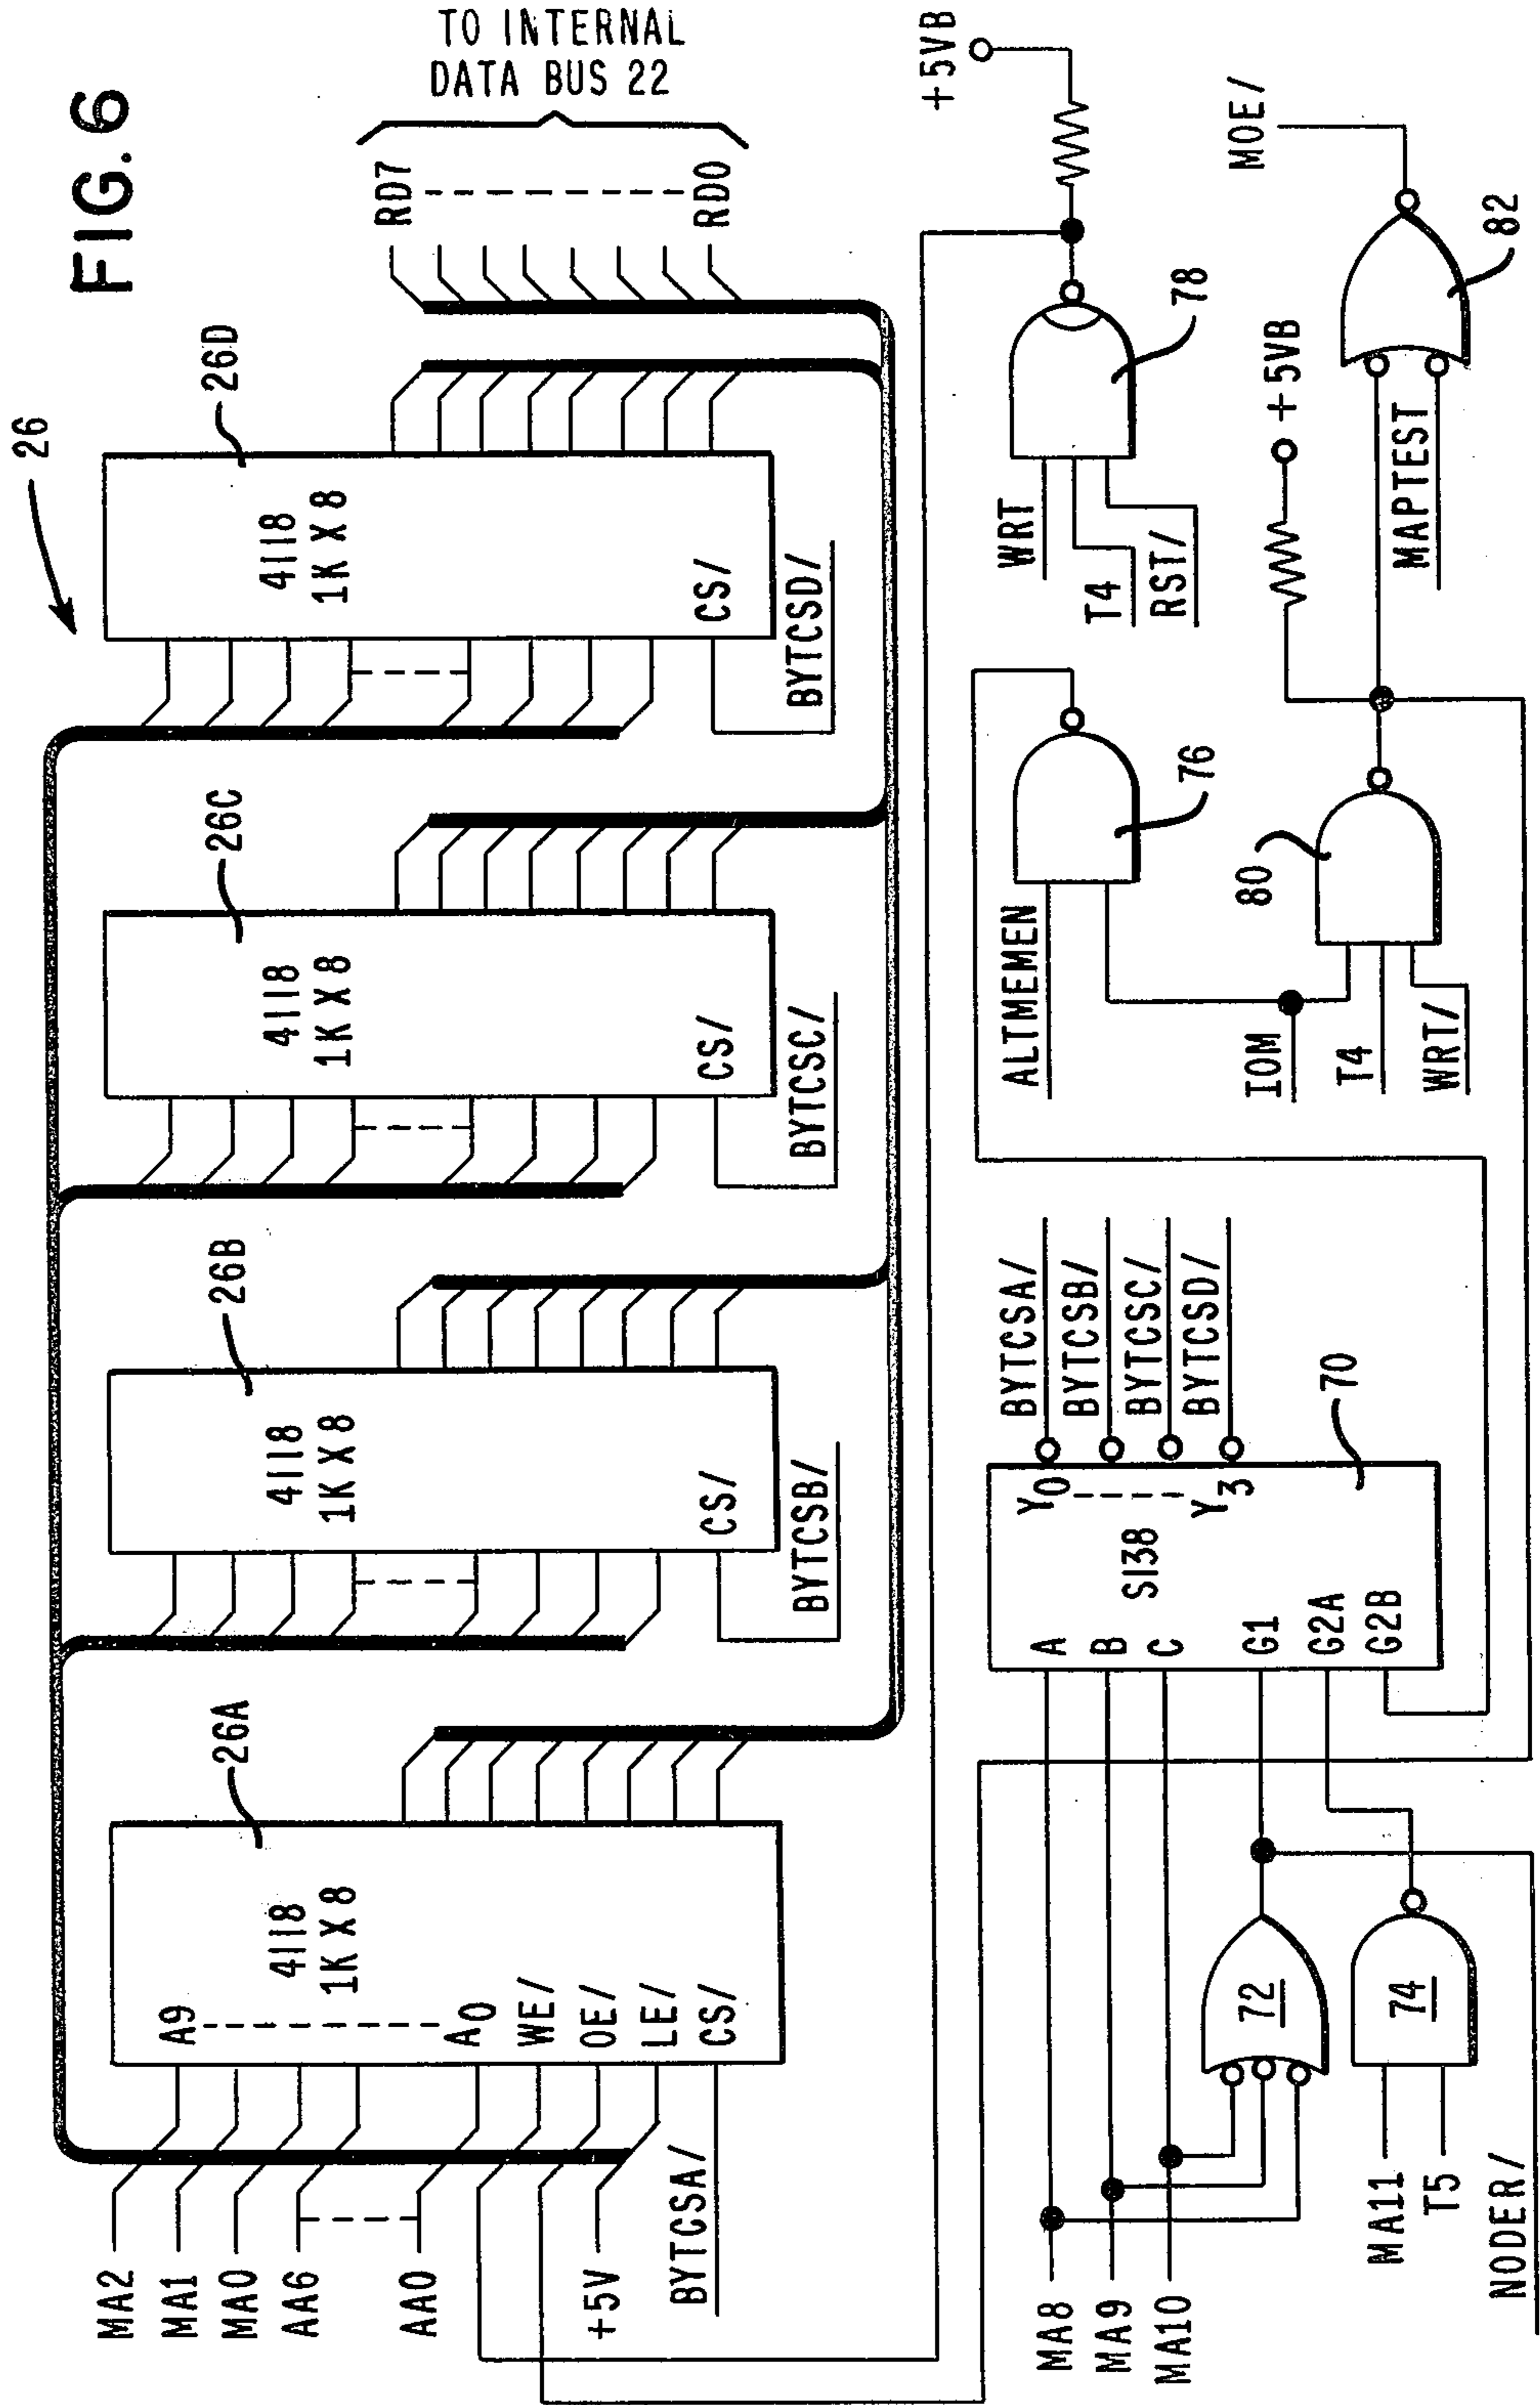 FIG. 6
26
TO INTERNAL
DATA BUS 22
RD7
RD0
26A
4118
1K X 8
A9
A0
WE/
OE/
LE/
CS/
MA2
MA1
MA0
AA6
AA0
+5V
BYTCSA/
26B
4118
1K X 8
CS/
BYTCSB/
26C
4118
1K X 8
CS/
BYTCSC/
26D
4118
1K X 8
CS/
BYTCSD/
MA8
MA9
MA10
72
MA11
T5
74
NODER/
A
B
C
G1
G2A
G2B
S138
Y0
Y3
70
BYTCSA/
BYTCSB/
BYTCSC/
BYTCSD/
ALTMEMEN
76
IOM
T4
WRT/
80
WRT
T4
RST/
78
+5VB
+5VB
MAPTEST
82
MOE/